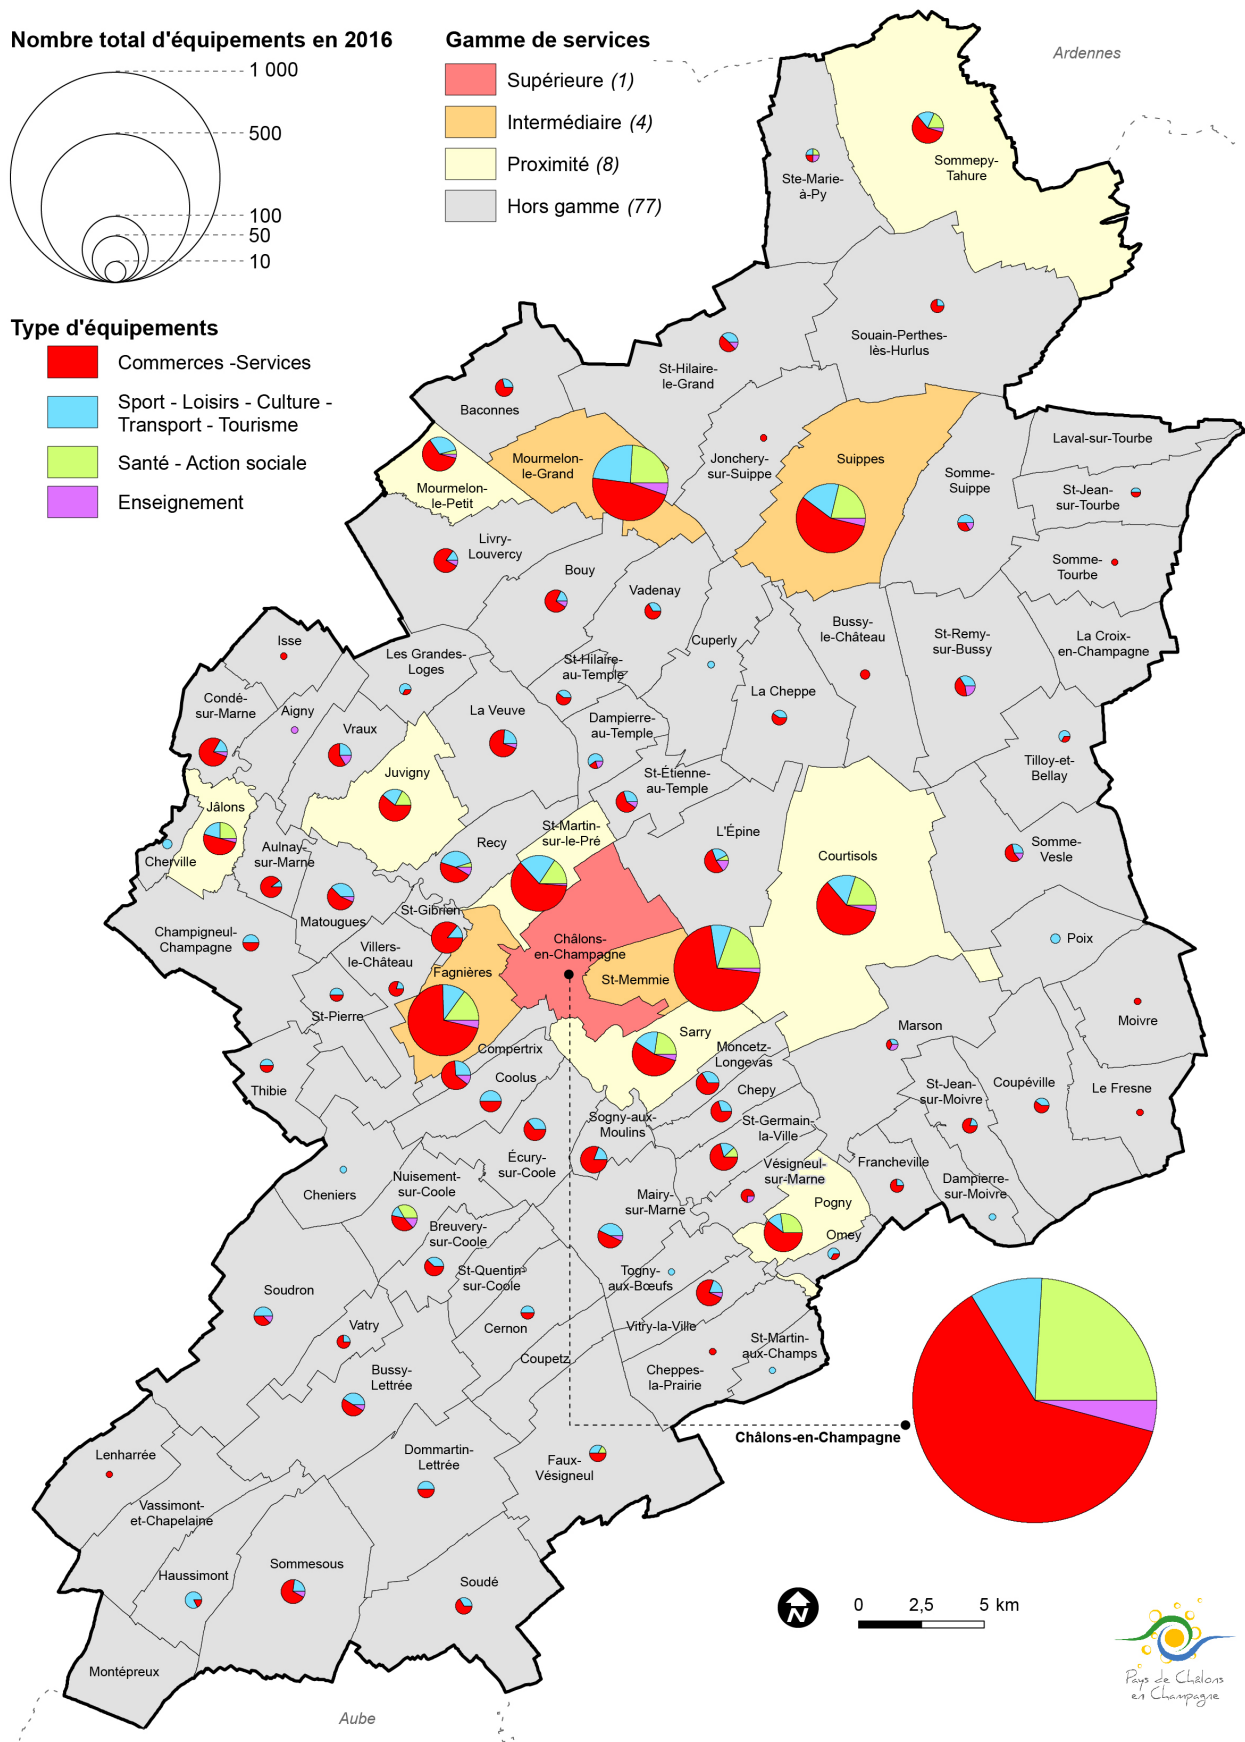 Nombre total d'équipements en 2016
1 000
500
100
50
10
Gamme de services
Supérieure (1)
Intermédiaire (4)
Proximité (8)
Hors gamme (77)
Type d'équipements
Commerces -Services
Sport - Loisirs - Culture -
Transport - Tourisme
Santé - Action sociale
Enseignement
Ardennes
Sommepy-
Tahure
Ste-Marie-
à-Py
Souain-Perthes-
lès-Hurlus
St-Hilaire-
le-Grand
Baconnes
Mourmelon-
le-Grand
Mourmelon-
le-Petit
Jonchery-
sur-Suippe
Suippes
Somme-
Suippe
Laval-sur-Tourbe
St-Jean-
sur-Tourbe
Somme-
Tourbe
La Croix-
en-Champagne
Livry-
Louvercy
Bouy
Vadenay
Cuperly
Bussy-
le-Château
St-Remy-
sur-Bussy
Isse
Les Grandes-
Loges
St-Hilaire-
au-Temple
La Cheppe
Condé-
sur-Marne
Aigny
Vraux
La Veuve
Dampierre-
au-Temple
Tilloy-et-
Bellay
Juvigny
St-Étienne-
au-Temple
Jâlons
Cherville
Aulnay-
sur-Marne
Recy
St-Martin-
sur-le-Pré
L'Épine
Courtisols
Somme-
Vesle
Matougues
St-Gibrien
Champigneul-
Champagne
Villers-
le-Château
Fagnières
Châlons-
en-Champagne
St-Memmie
Poix
St-Pierre
Sarry
Moncetz-
Longevas
Marson
Moivre
Thibie
Compertrix
Coolus
Chepy
St-Jean-
sur-Moivre
Coupéville
Le Fresne
Sogny-aux-
Moulins
St-Germain-
la-Ville
Écury-
sur-Coole
Vésigneul-
sur-Marne
Francheville
Dampierre-
sur-Moivre
Cheniers
Nuisement-
sur-Coole
Mairy-
sur-Marne
Pogny
Omey
Breuvery-
sur-Coole
St-Quentin-
sur-Coole
Togny-
aux-Bœufs
Soudron
Vatry
Cernon
Vitry-la-Ville
St-Martin-
aux-Champs
Coupetz
Cheppes-
la-Prairie
Bussy-
Lettrée
Châlons-en-Champagne
Lenharrée
Dommartin-
Lettrée
Faux-
Vésigneul
Vassimont-
et-Chapelaine
Haussimont
Sommesous
Soudé
Montépreux
Aube
N
0
2,5
5 km
Pays de Châlons
en Champagne